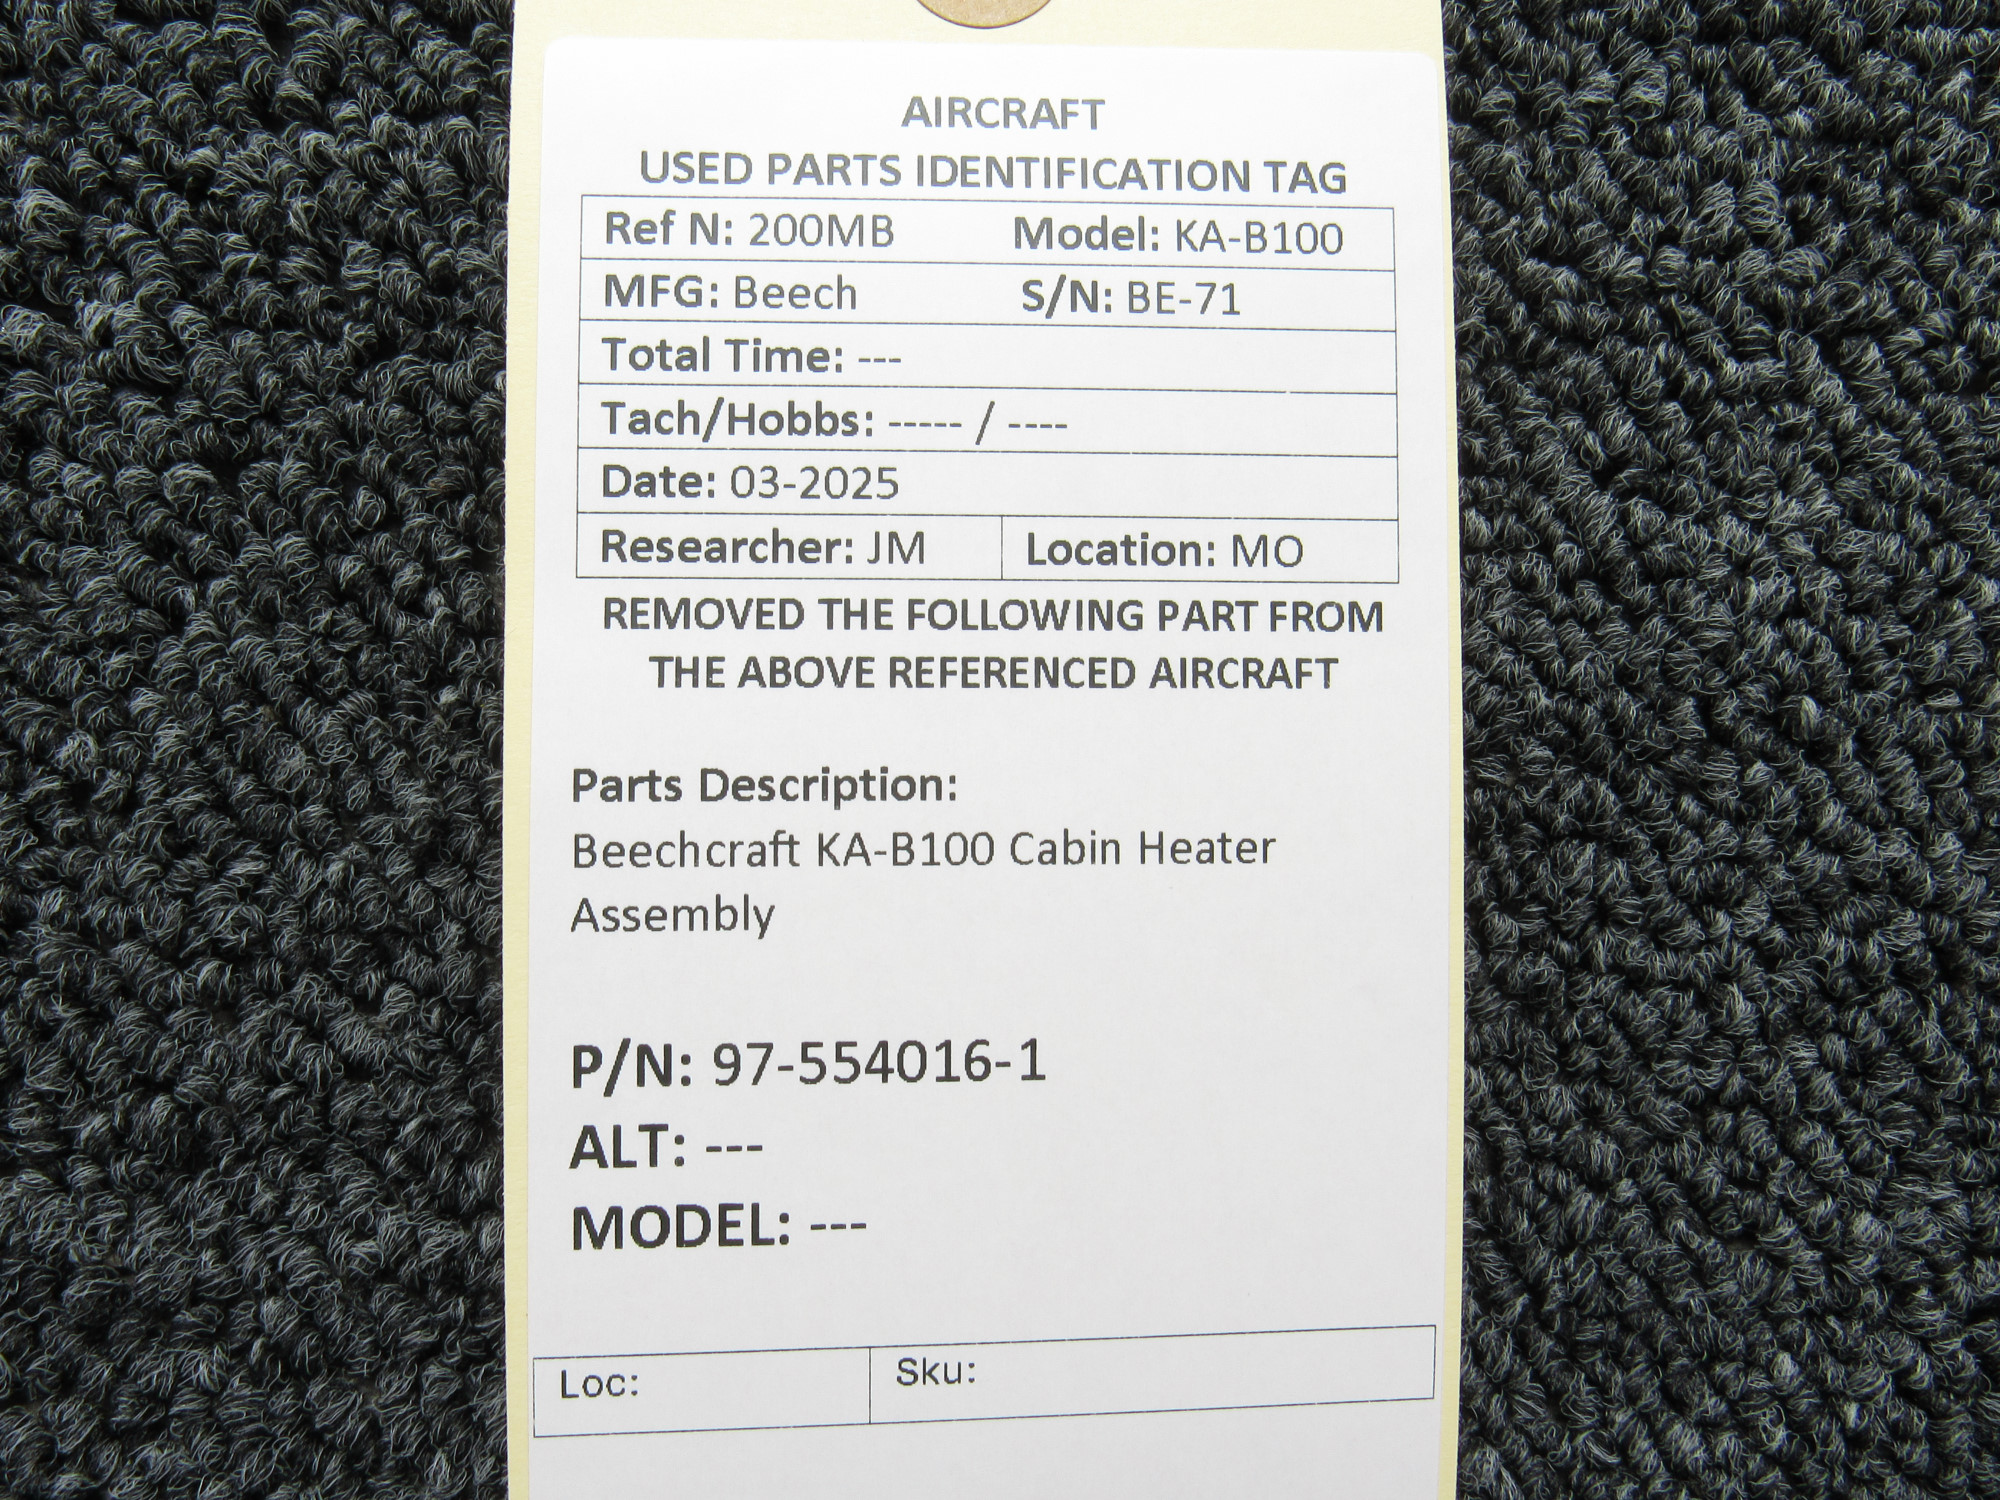 AIRCRAFT
USED PARTS IDENTIFICATION TAG
Ref N: 200MB Model: KA-B100
MFG: Beech S/N: BE-71
Total Time: ---
Tach/Hobbs: ----- / ----
Date: 03-2025
Researcher: JM Location: MO
REMOVED THE FOLLOWING PART FROM
THE ABOVE REFERENCED AIRCRAFT
Parts Description:
Beechcraft KA-B100 Cabin Heater
Assembly
P/N: 97-554016-1
ALT: ---
MODEL: ---
Loc: Sku: